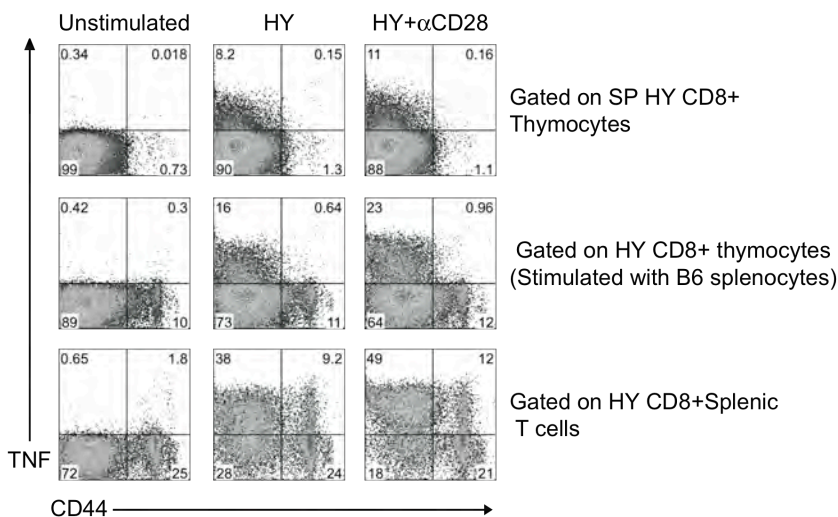 Unstimulated HY HY+αCD28
0.34 0.018 8.2 0.15 11 0.16
Gated on SP HY CD8+
Thymocytes
99 0.73 90 1.3 88 1.1
0.42 0.3 16 0.64 23 0.96
Gated on HY CD8+ thymocytes
(Stimulated with B6 splenocytes)
89 10 73 11 64 12
0.65 1.8 38 9.2 49 12
Gated on HY CD8+Splenic
T cells
TNF
72 25 28 24 18 21
CD44